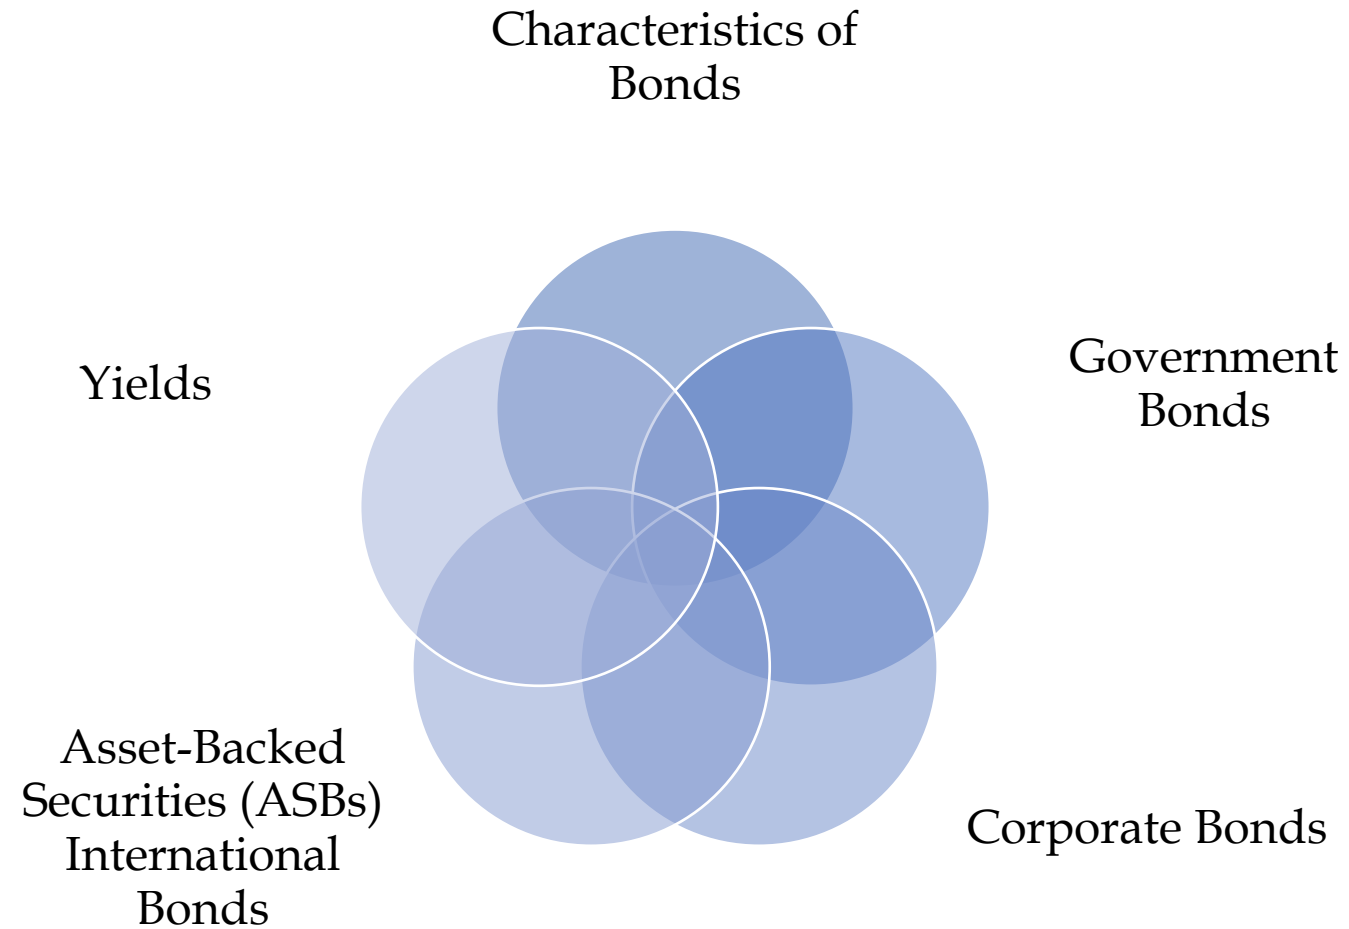 Characteristics of
Bonds
Government
Bonds
Yields
Asset-Backed
Securities (ASBs)
International
Bonds
Corporate Bonds